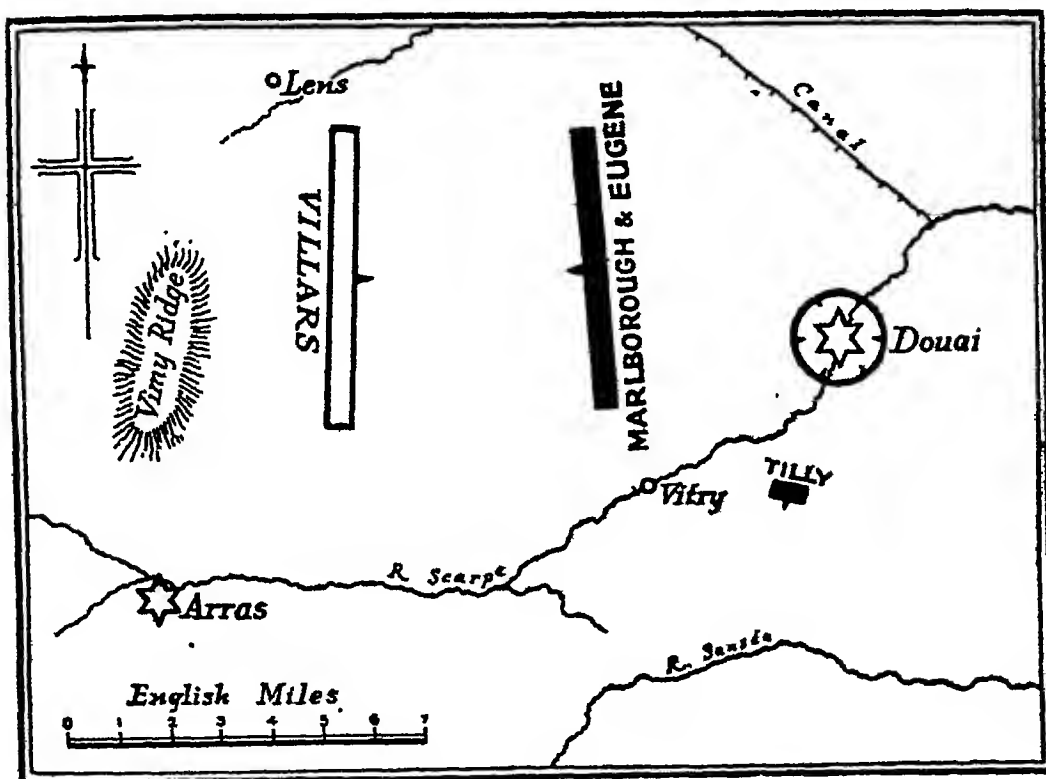 Lens
Canal
VILLARS
MARLBOROUGH & EUGENE
Vimy Ridge
Douai
TILLY
Vitry
R. Scarpe
Arras
R. Sensée
English Miles
0 1 2 3 4 5 6 7